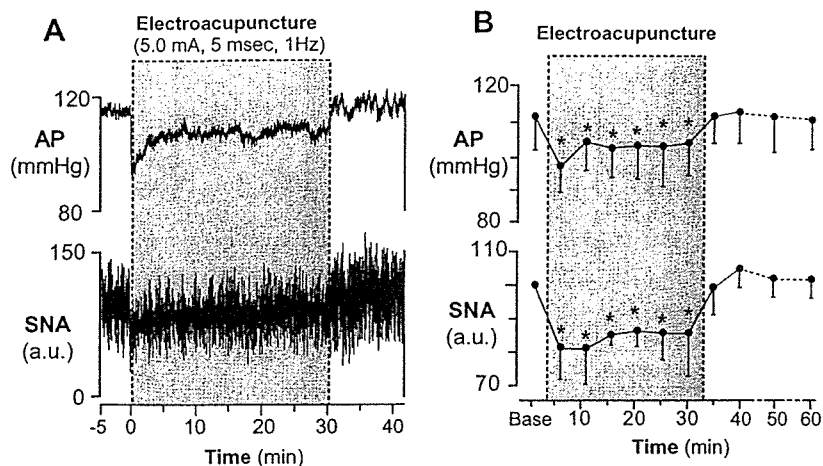 A
Electroacupuncture
(5.0 mA, 5 msec, 1Hz)
120
AP
(mmHg)
80
150
SNA
(a.u.)
0
-5 0 10 20 30 40
Time (min)
B
Electroacupuncture
120
AP
(mmHg)
* * * * * *
80
110
SNA
(a.u.)
* * * * * *
70
Base 10 20 30 40 50 60
Time (min)